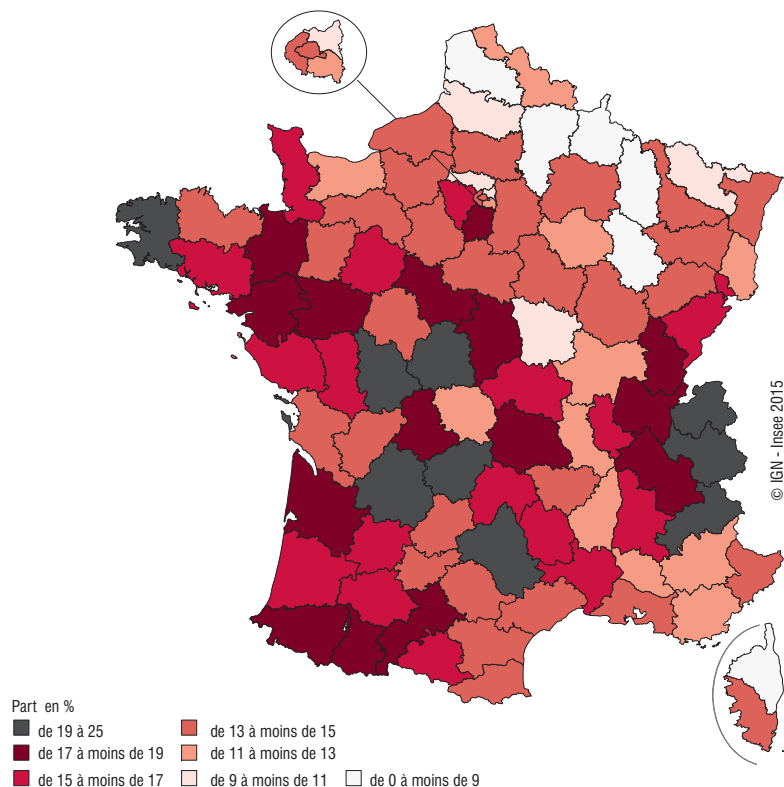 © IGN - Insee 2015
Part en %
de 19 à 25
de 17 à moins de 19
de 15 à moins de 17
de 13 à moins de 15
de 11 à moins de 13
de 9 à moins de 11
de 0 à moins de 9